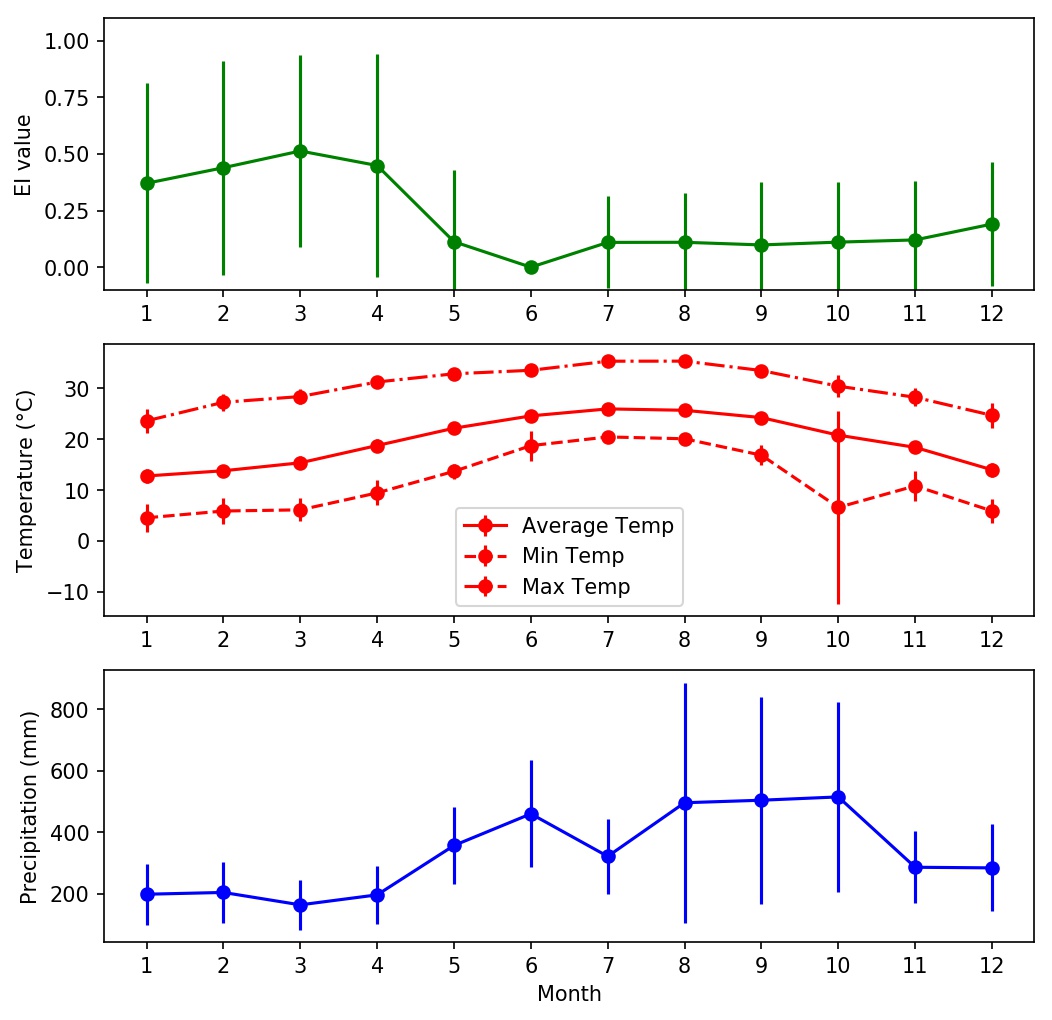 EI value
1.00
0.75
0.50
0.25
0.00
1 2 3 4 5 6 7 8 9 10 11 12
Temperature (°C)
30
20
10
0
−10
Average Temp
Min Temp
Max Temp
1 2 3 4 5 6 7 8 9 10 11 12
Precipitation (mm)
800
600
400
200
1 2 3 4 5 6 7 8 9 10 11 12
Month